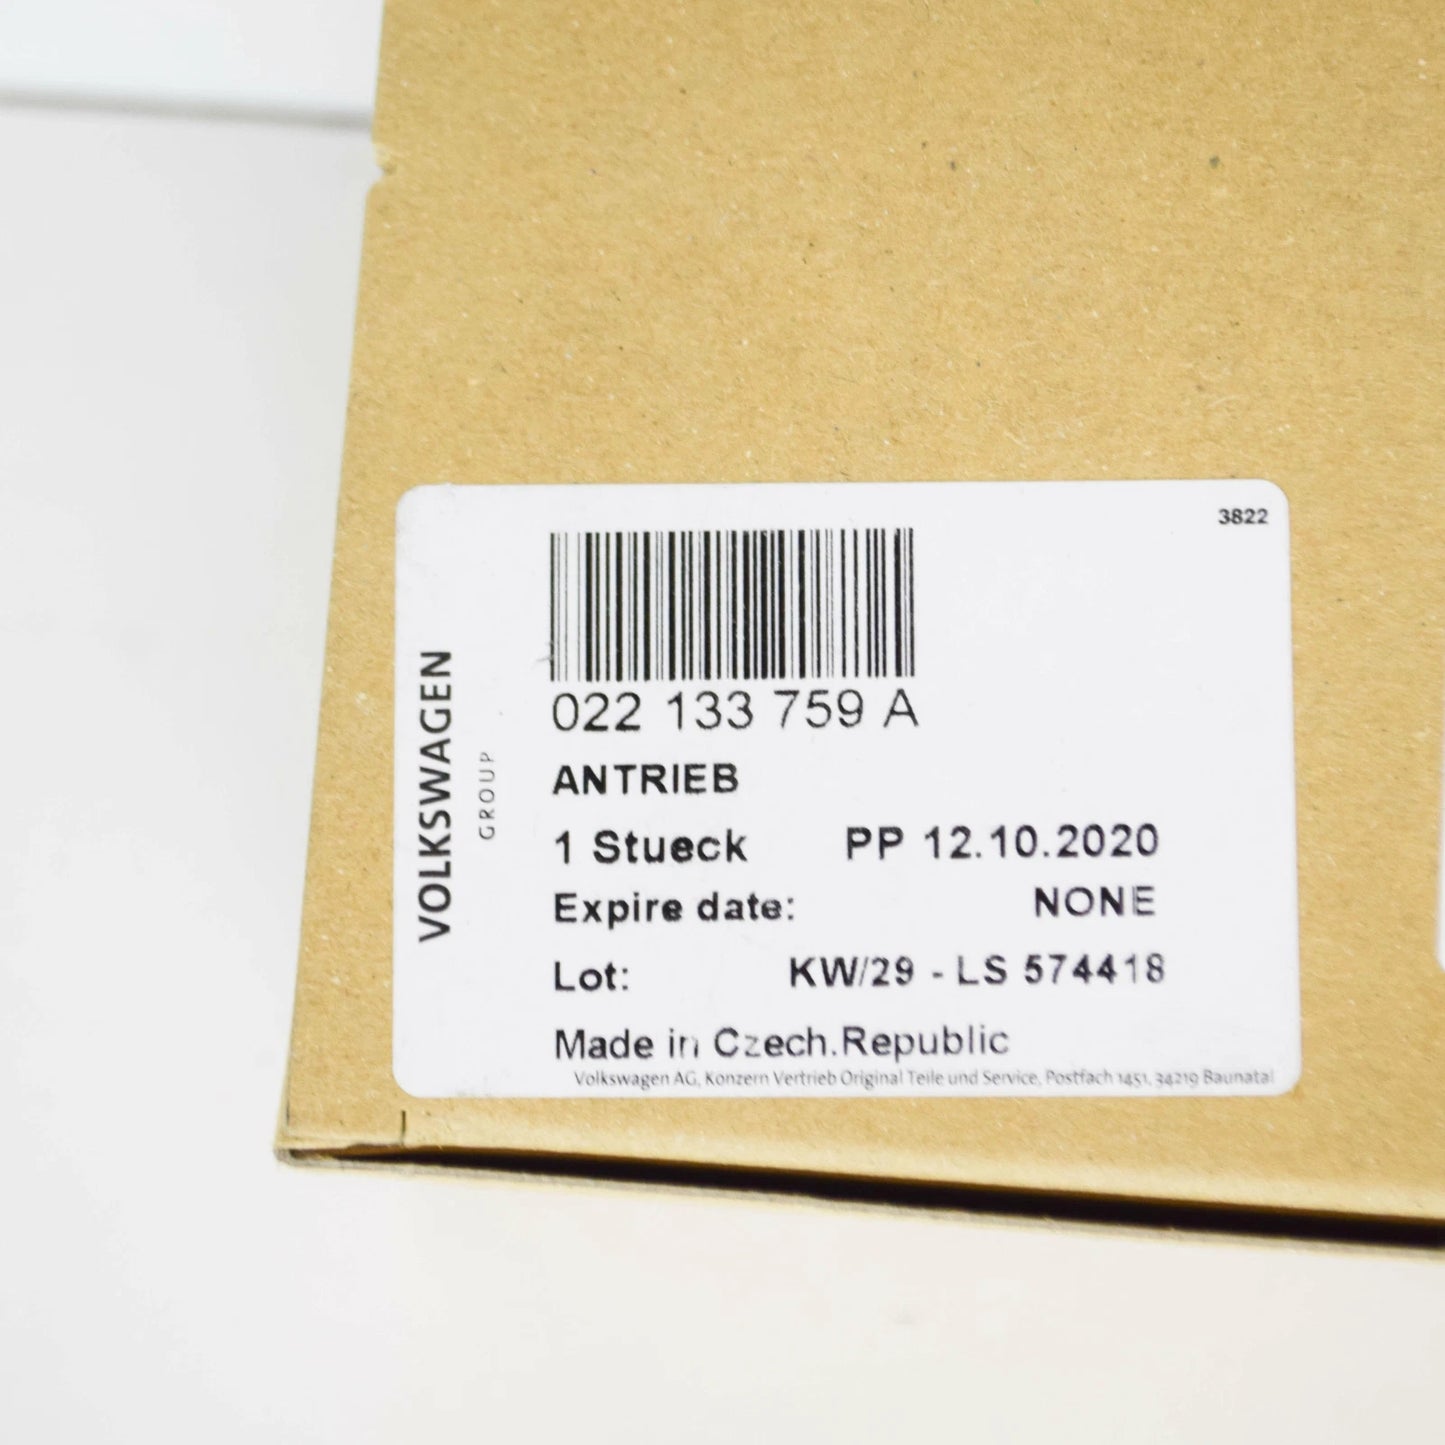 3822
VOLKSWAGEN
GROUP
022 133 759 A
ANTRIEB
1 Stueck PP 12.10.2020
Expire date: NONE
Lot: KW/29 - LS 574418
Made in Czech.Republic
Volkswagen AG, Konzern Vertrieb Original Teile und Service, Postfach 1451, 34219 Baunatal